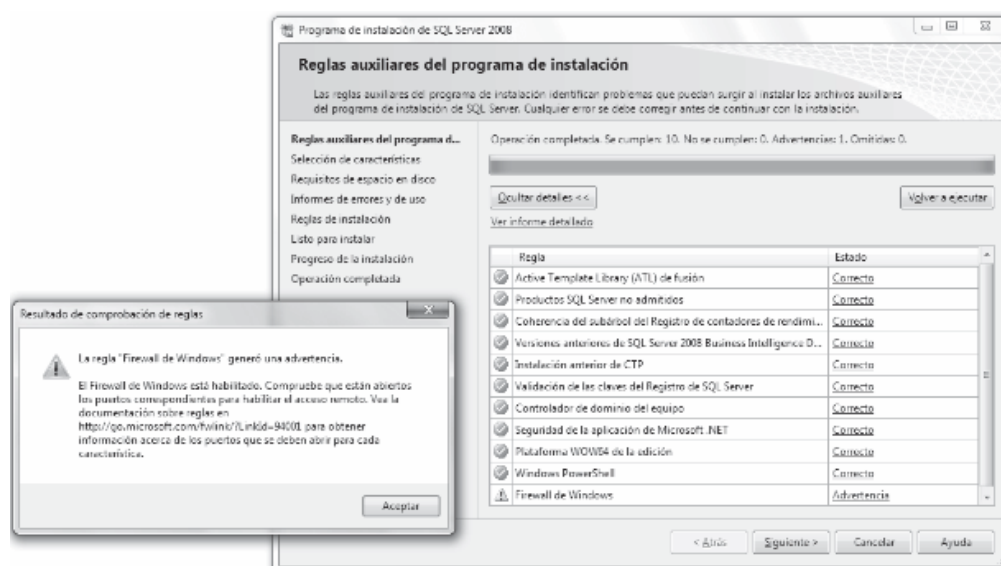 Programa de instalación de SQL Server 2008
Reglas auxiliares del programa de instalación
Las reglas auxiliares del programa de instalación identifican problemas que puedan surgir al instalar los archivos auxiliares
del programa de instalación de SQL Server. Cualquier error se debe corregir antes de continuar con la instalación.
Reglas auxiliares del programa d...
Selección de características
Requisitos de espacio en disco
Informes de errores y de uso
Reglas de instalación
Listo para instalar
Progreso de la instalación
Operación completada
Operación completada. Se cumplen: 10. No se cumplen: 0. Advertencias: 1. Omitidas: 0.
Ocultar detalles <<
Volver a ejecutar
Ver informe detallado
Regla Estado
Active Template Library (ATL) de fusión Correcto
Productos SQL Server no admitidos Correcto
Coherencia del subárbol del Registro de contadores de rendimi... Correcto
Versiones anteriores de SQL Server 2008 Business Intelligence D... Correcto
Instalación anterior de CTP Correcto
Validación de las claves del Registro de SQL Server Correcto
Controlador de dominio del equipo Correcto
Seguridad de la aplicación de Microsoft .NET Correcto
Plataforma WOW64 de la edición Correcto
Windows PowerShell Correcto
Firewall de Windows Advertencia
< Atrás Siguiente > Cancelar Ayuda
Resultado de comprobación de reglas
La regla "Firewall de Windows" generó una advertencia.
El Firewall de Windows está habilitado. Compruebe que están abiertos
los puertos correspondientes para habilitar el acceso remoto. Vea la
documentación sobre reglas en
http://go.microsoft.com/fwlink/?LinkId=94001 para obtener
información acerca de los puertos que se deben abrir para cada
característica.
Aceptar